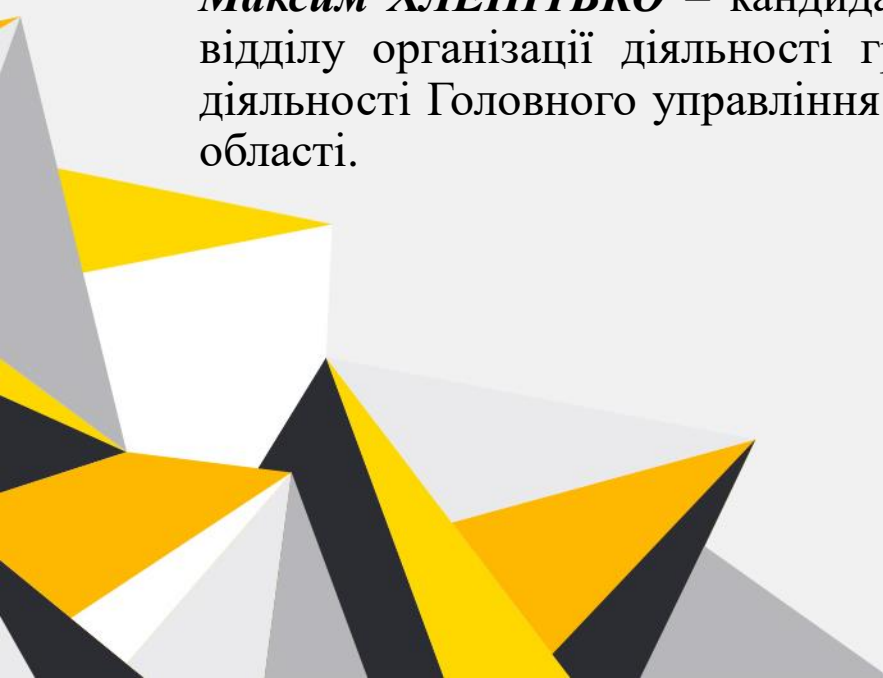 Максим – кандида
відділу організації діяльності гр
діяльності Головного управління
області.